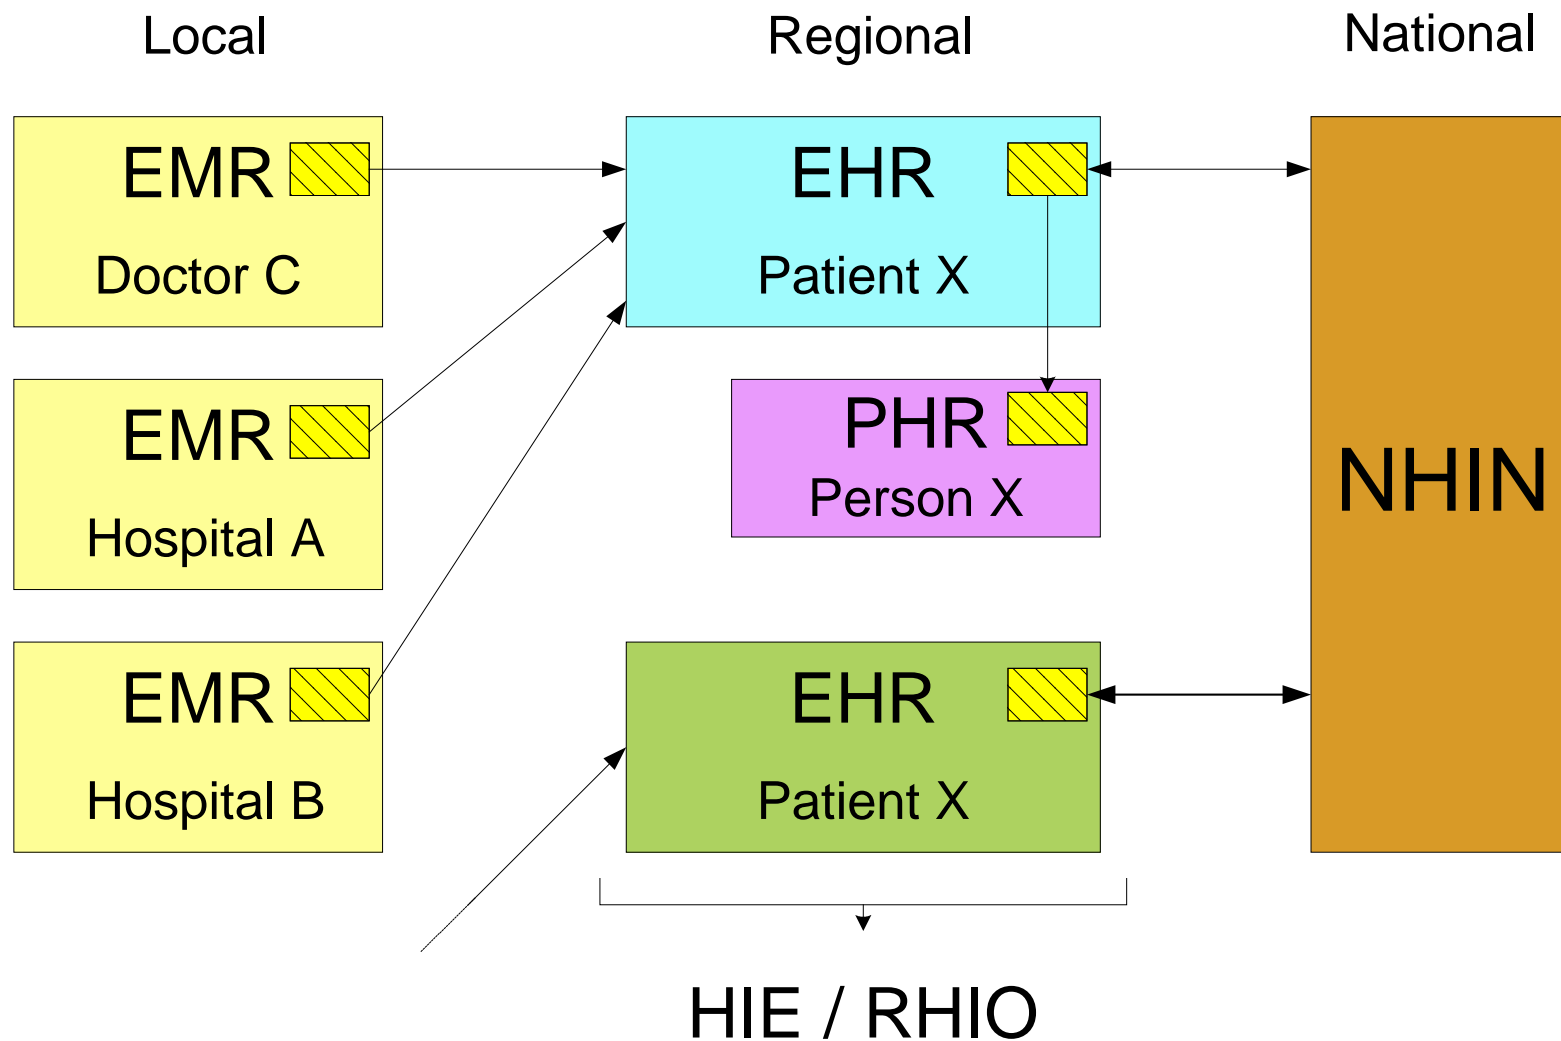 Local
Regional
National
EMR
Doctor C
EHR
Patient X
EMR
Hospital A
PHR
Person X
NHIN
EMR
Hospital B
EHR
Patient X
HIE / RHIO